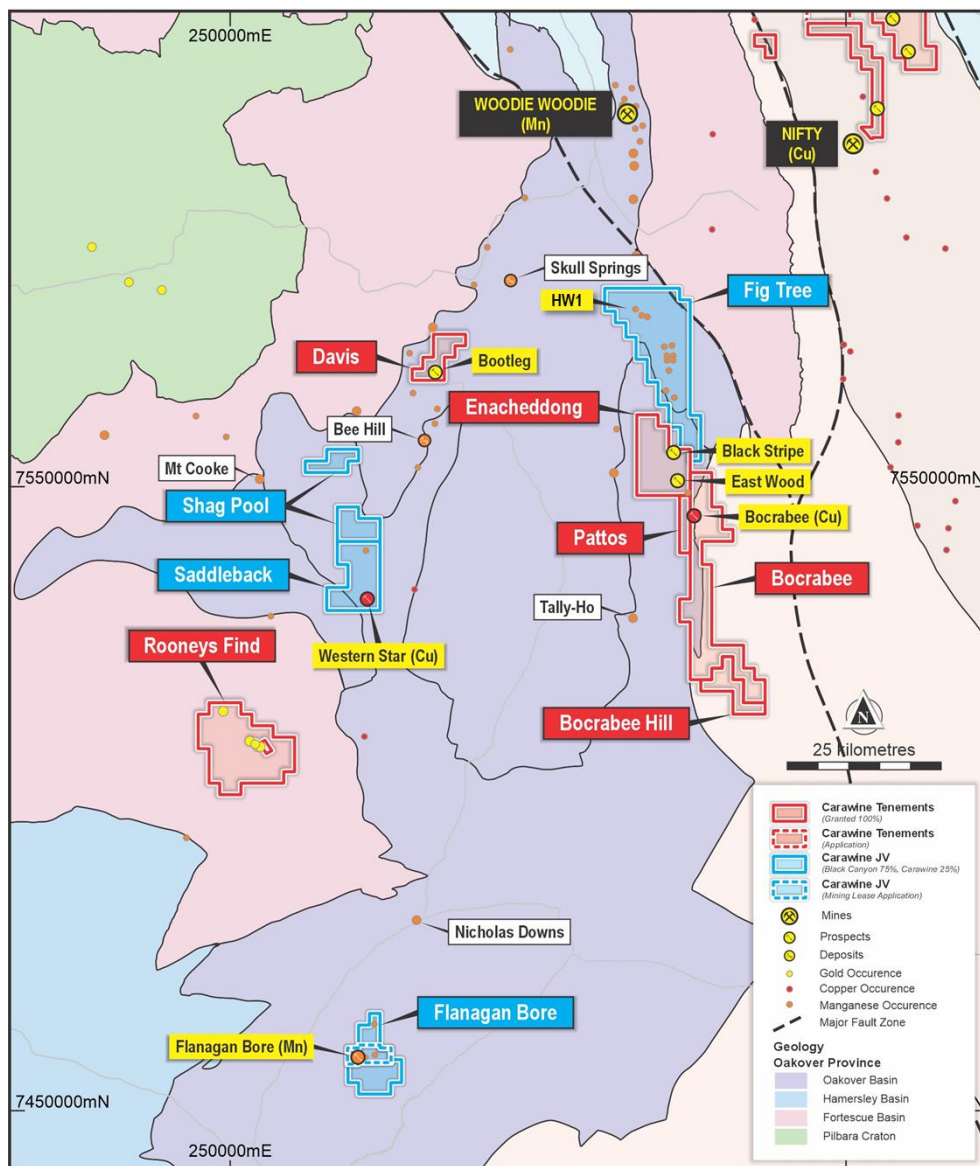 250000mE
WOODIE WOODIE
(Mn)
NIFTY
(Cu)
Skull Springs
HW1
Fig Tree
Davis
Bootleg
Enacheddong
Bee Hill
Black Stripe
Mt Cooke
7550000mN
East Wood
7550000mN
Shag Pool
Bocrabee (Cu)
Pattos
Saddleback
Bocrabee
Tally-Ho
Rooneys Find
Western Star (Cu)
Bocrabee Hill
N
25 kilometres
Carawine Tenements
(Granted 100%)
Carawine Tenements
(Application)
Carawine JV
(Black Canyon 75%, Carawine 25%)
Carawine JV
(Mining Lease Application)
Mines
Prospects
Deposits
Gold Occurence
Copper Occurence
Manganese Occurence
Major Fault Zone
Geology
Oakover Province
Oakover Basin
Hamersley Basin
Fortescue Basin
Pilbara Craton
Nicholas Downs
Flanagan Bore
Flanagan Bore (Mn)
7450000mN
250000mE